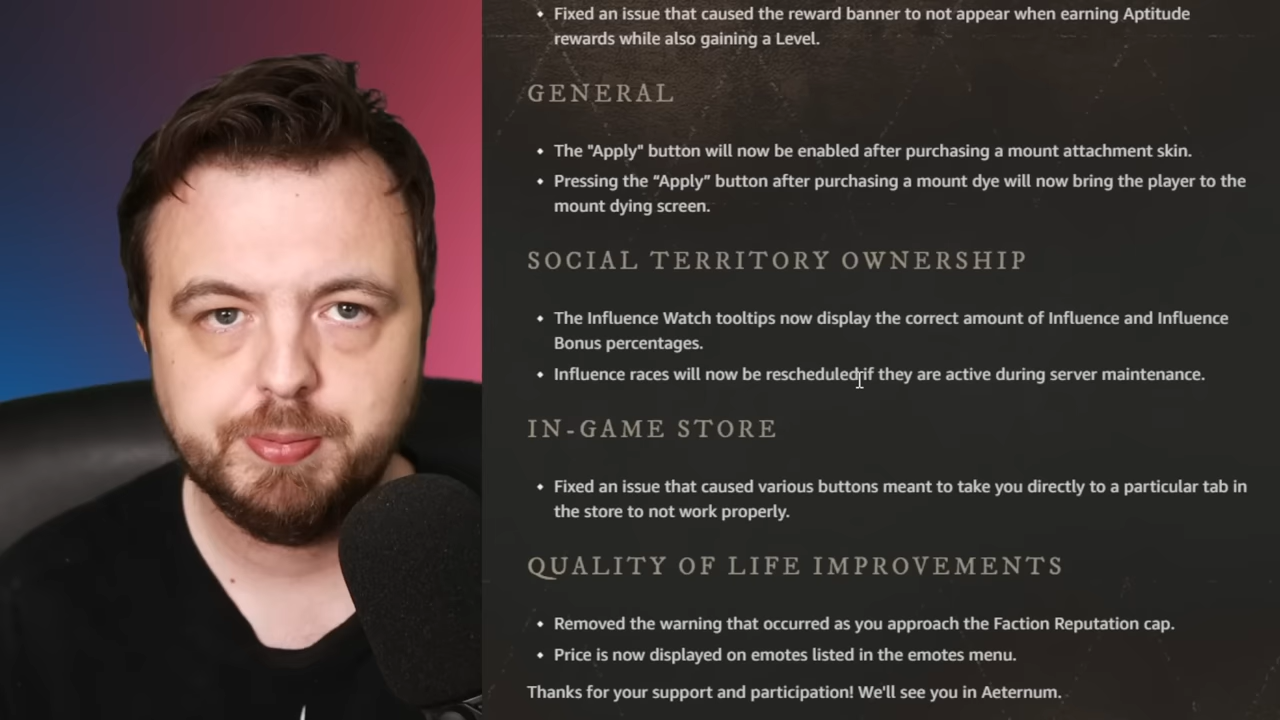 Fixed an issue that caused the reward banner to not appear when earning Aptitude
rewards while also gaining a Level.
GENERAL
The "Apply" button will now be enabled after purchasing a mount attachment skin.
Pressing the “Apply” button after purchasing a mount dye will now bring the player to the
mount dying screen.
SOCIAL TERRITORY OWNERSHIP
The Influence Watch tooltips now display the correct amount of Influence and Influence
Bonus percentages.
Influence races will now be rescheduled if they are active during server maintenance.
IN-GAME STORE
Fixed an issue that caused various buttons meant to take you directly to a particular tab in
the store to not work properly.
QUALITY OF LIFE IMPROVEMENTS
Removed the warning that occurred as you approach the Faction Reputation cap.
Price is now displayed on emotes listed in the emotes menu.
Thanks for your support and participation! We'll see you in Aeternum.